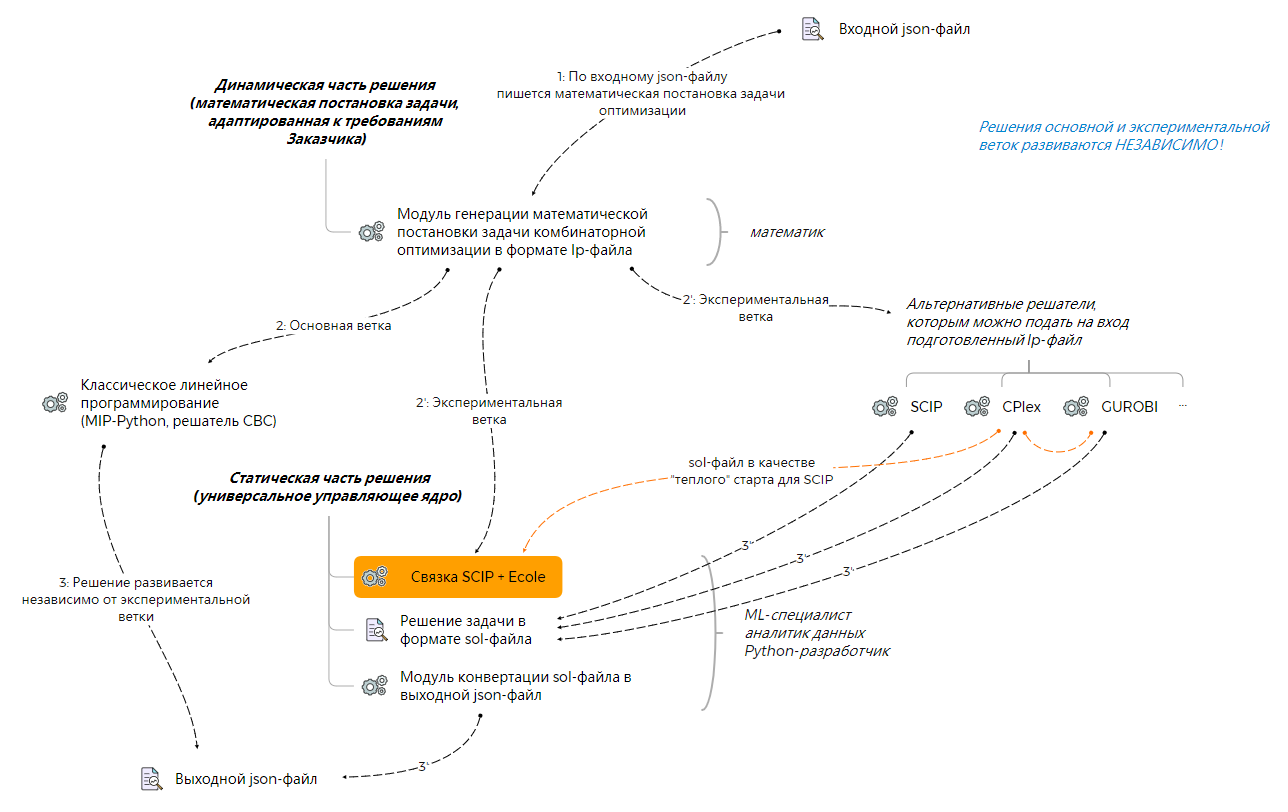 Входной json-файл
1: По входному json-файлу
пишется математическая постановка задачи
оптимизации
Динамическая часть решения
(математическая постановка задачи,
адаптированная к требованиям
Заказчика)
Решения основной и экспериментальной
веток развиваются НЕЗАВИСИМО!
Модуль генерации математической
постановки задачи комбинаторной
оптимизации в формате lp-файла
математик
2: Основная ветка
2': Экспериментальная
ветка
2': Экспериментальная
ветка
Альтернативные решатели,
которым можно подать на вход
подготовленный lp-файл
Классическое линейное
программирование
(MIP-Python, решатель CBC)
SCIP
CPlex
GUROBI
...
sol-файл в качестве
"теплого" старта для SCIP
Статическая часть решения
(универсальное управляющее ядро)
3'
3'
3'
Связка SCIP + Ecole
3: Решение развивается
независимо от экспериментальной
ветки
Решение задачи в
формате sol-файла
ML-специалист
аналитик данных
Python-разработчик
Модуль конвертации sol-файла в
выходной json-файл
3'
Выходной json-файл